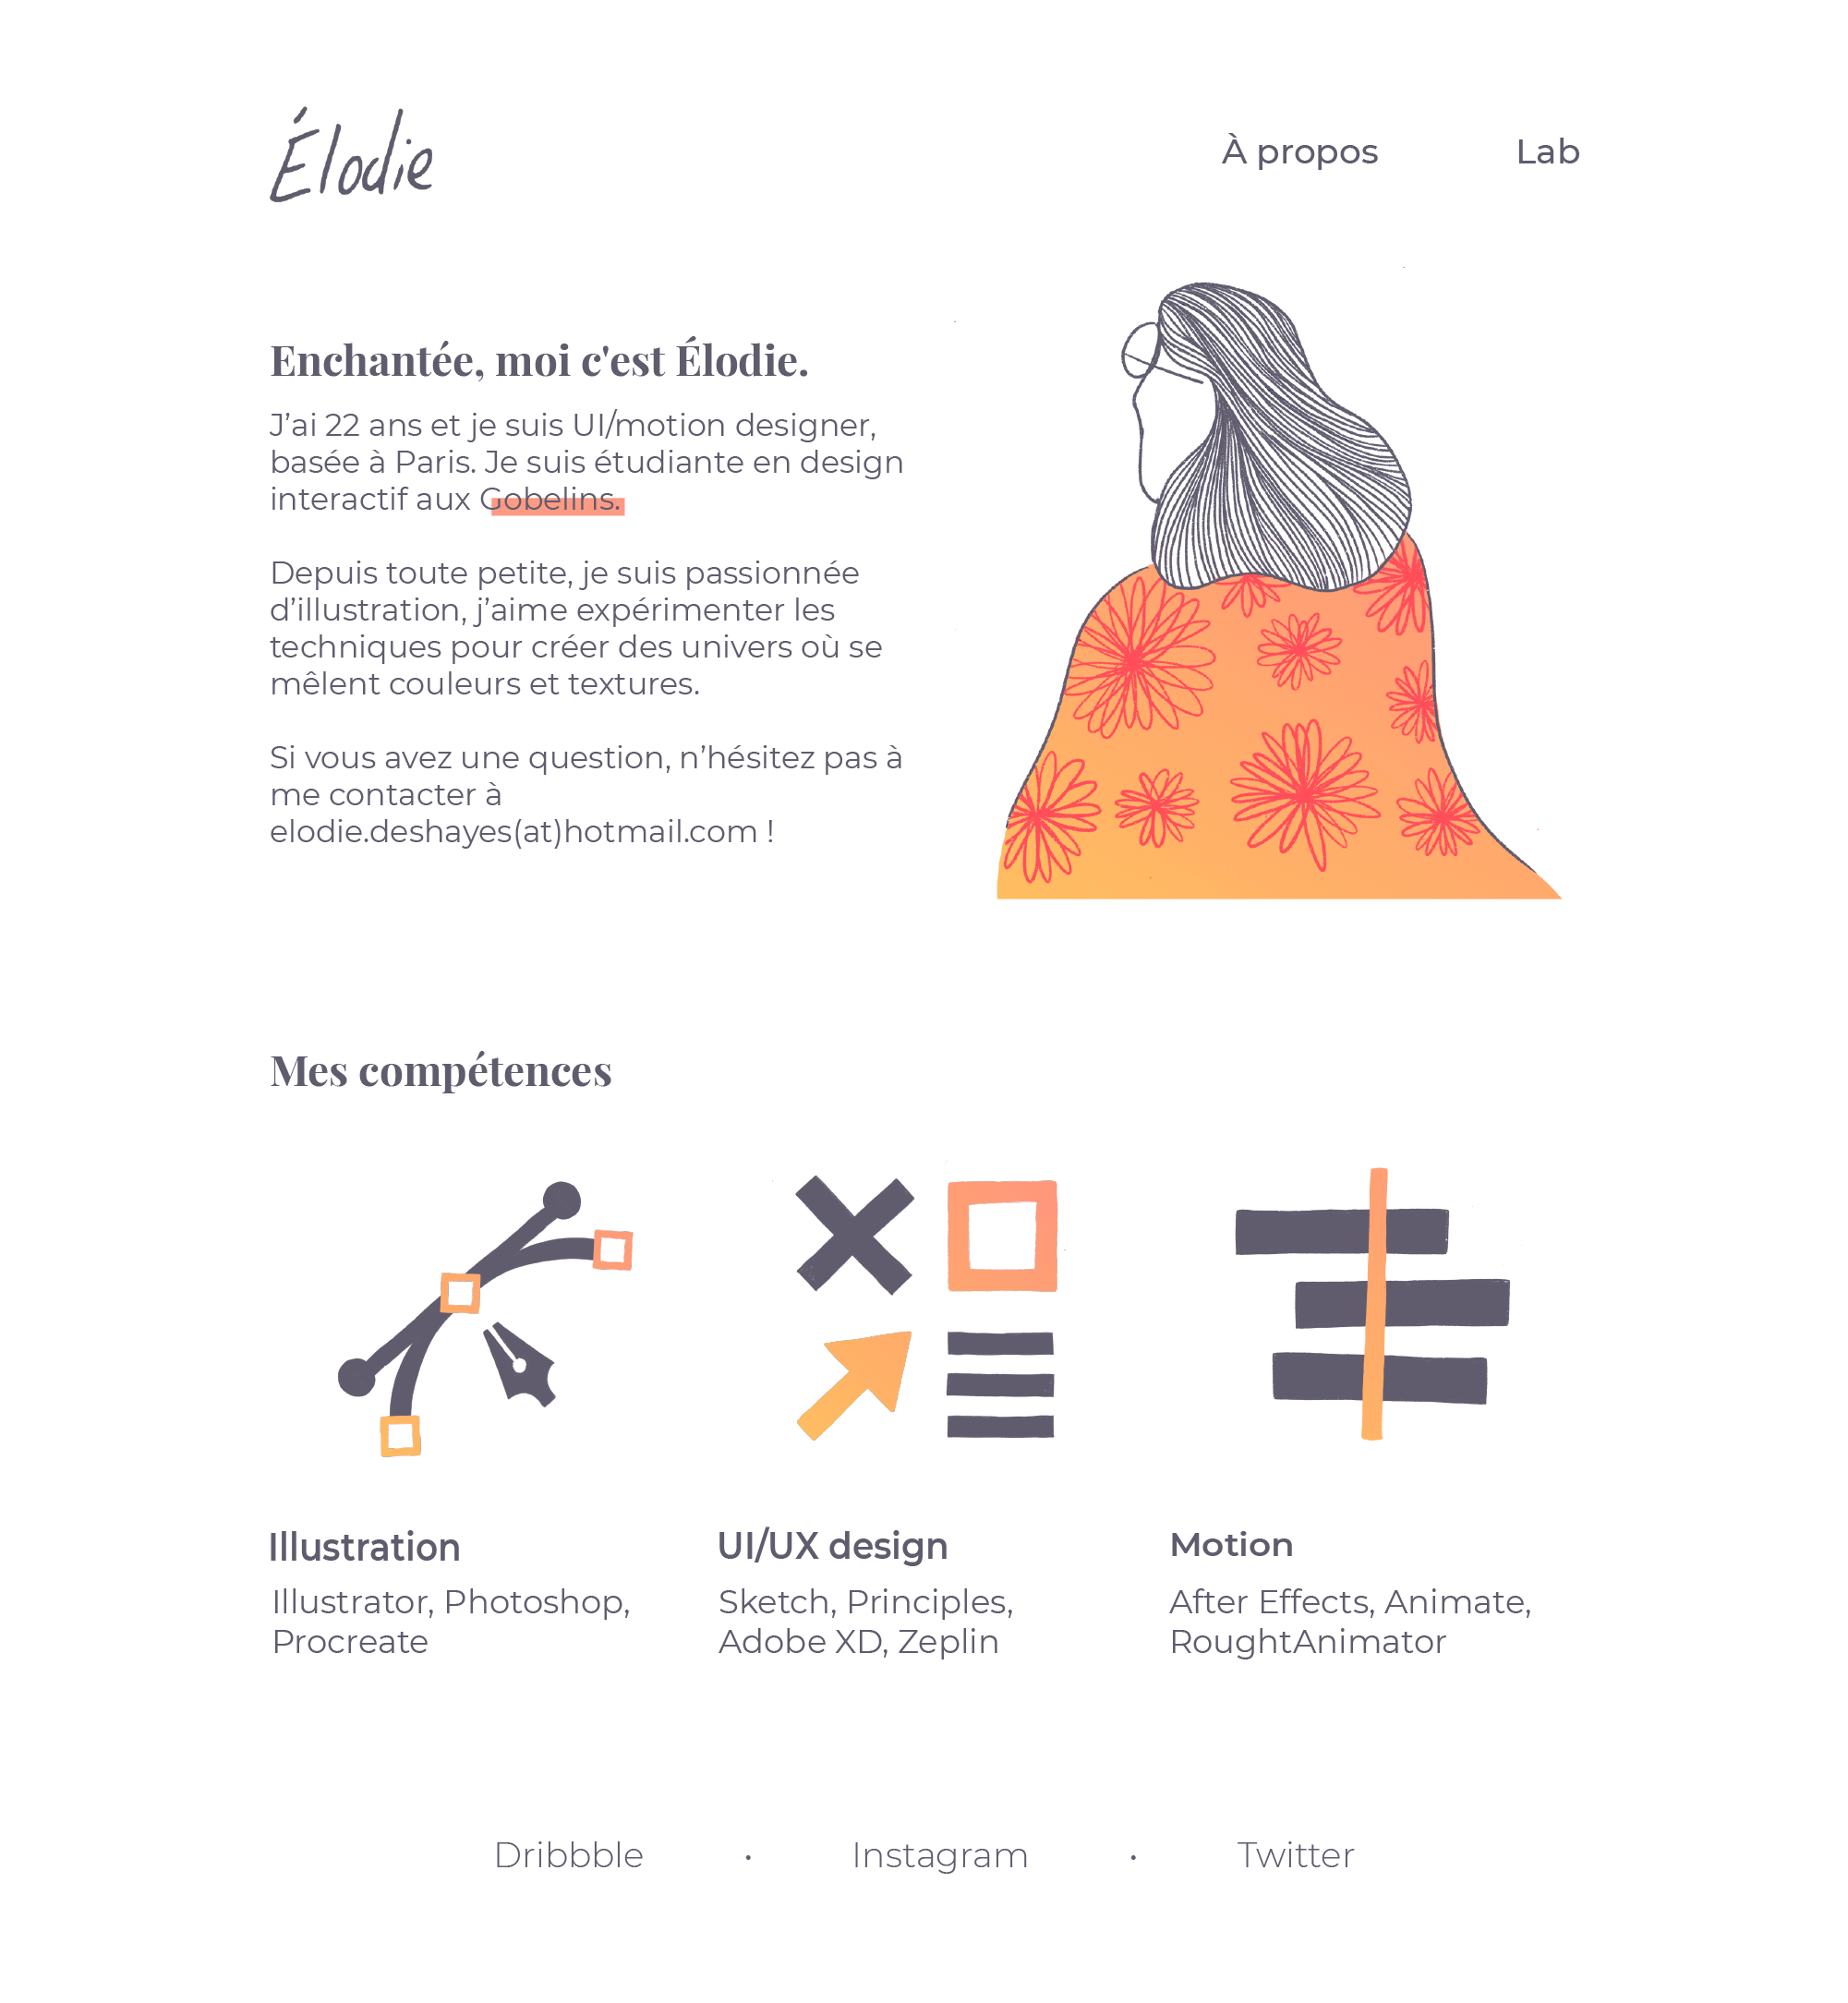 Élodie
À propos
Lab
Enchantée, moi c'est Élodie.
J’ai 22 ans et je suis UI/motion designer,
basée à Paris. Je suis étudiante en design
interactif aux Gobelins.
Depuis toute petite, je suis passionnée
d’illustration, j’aime expérimenter les
techniques pour créer des univers où se
mêlent couleurs et textures.
Si vous avez une question, n’hésitez pas à
me contacter à
elodie.deshayes(at)hotmail.com !
Mes compétences
Illustration
Illustrator, Photoshop,
Procreate
UI/UX design
Sketch, Principles,
Adobe XD, Zeplin
Motion
After Effects, Animate,
RoughtAnimator
Dribbble • Instagram • Twitter